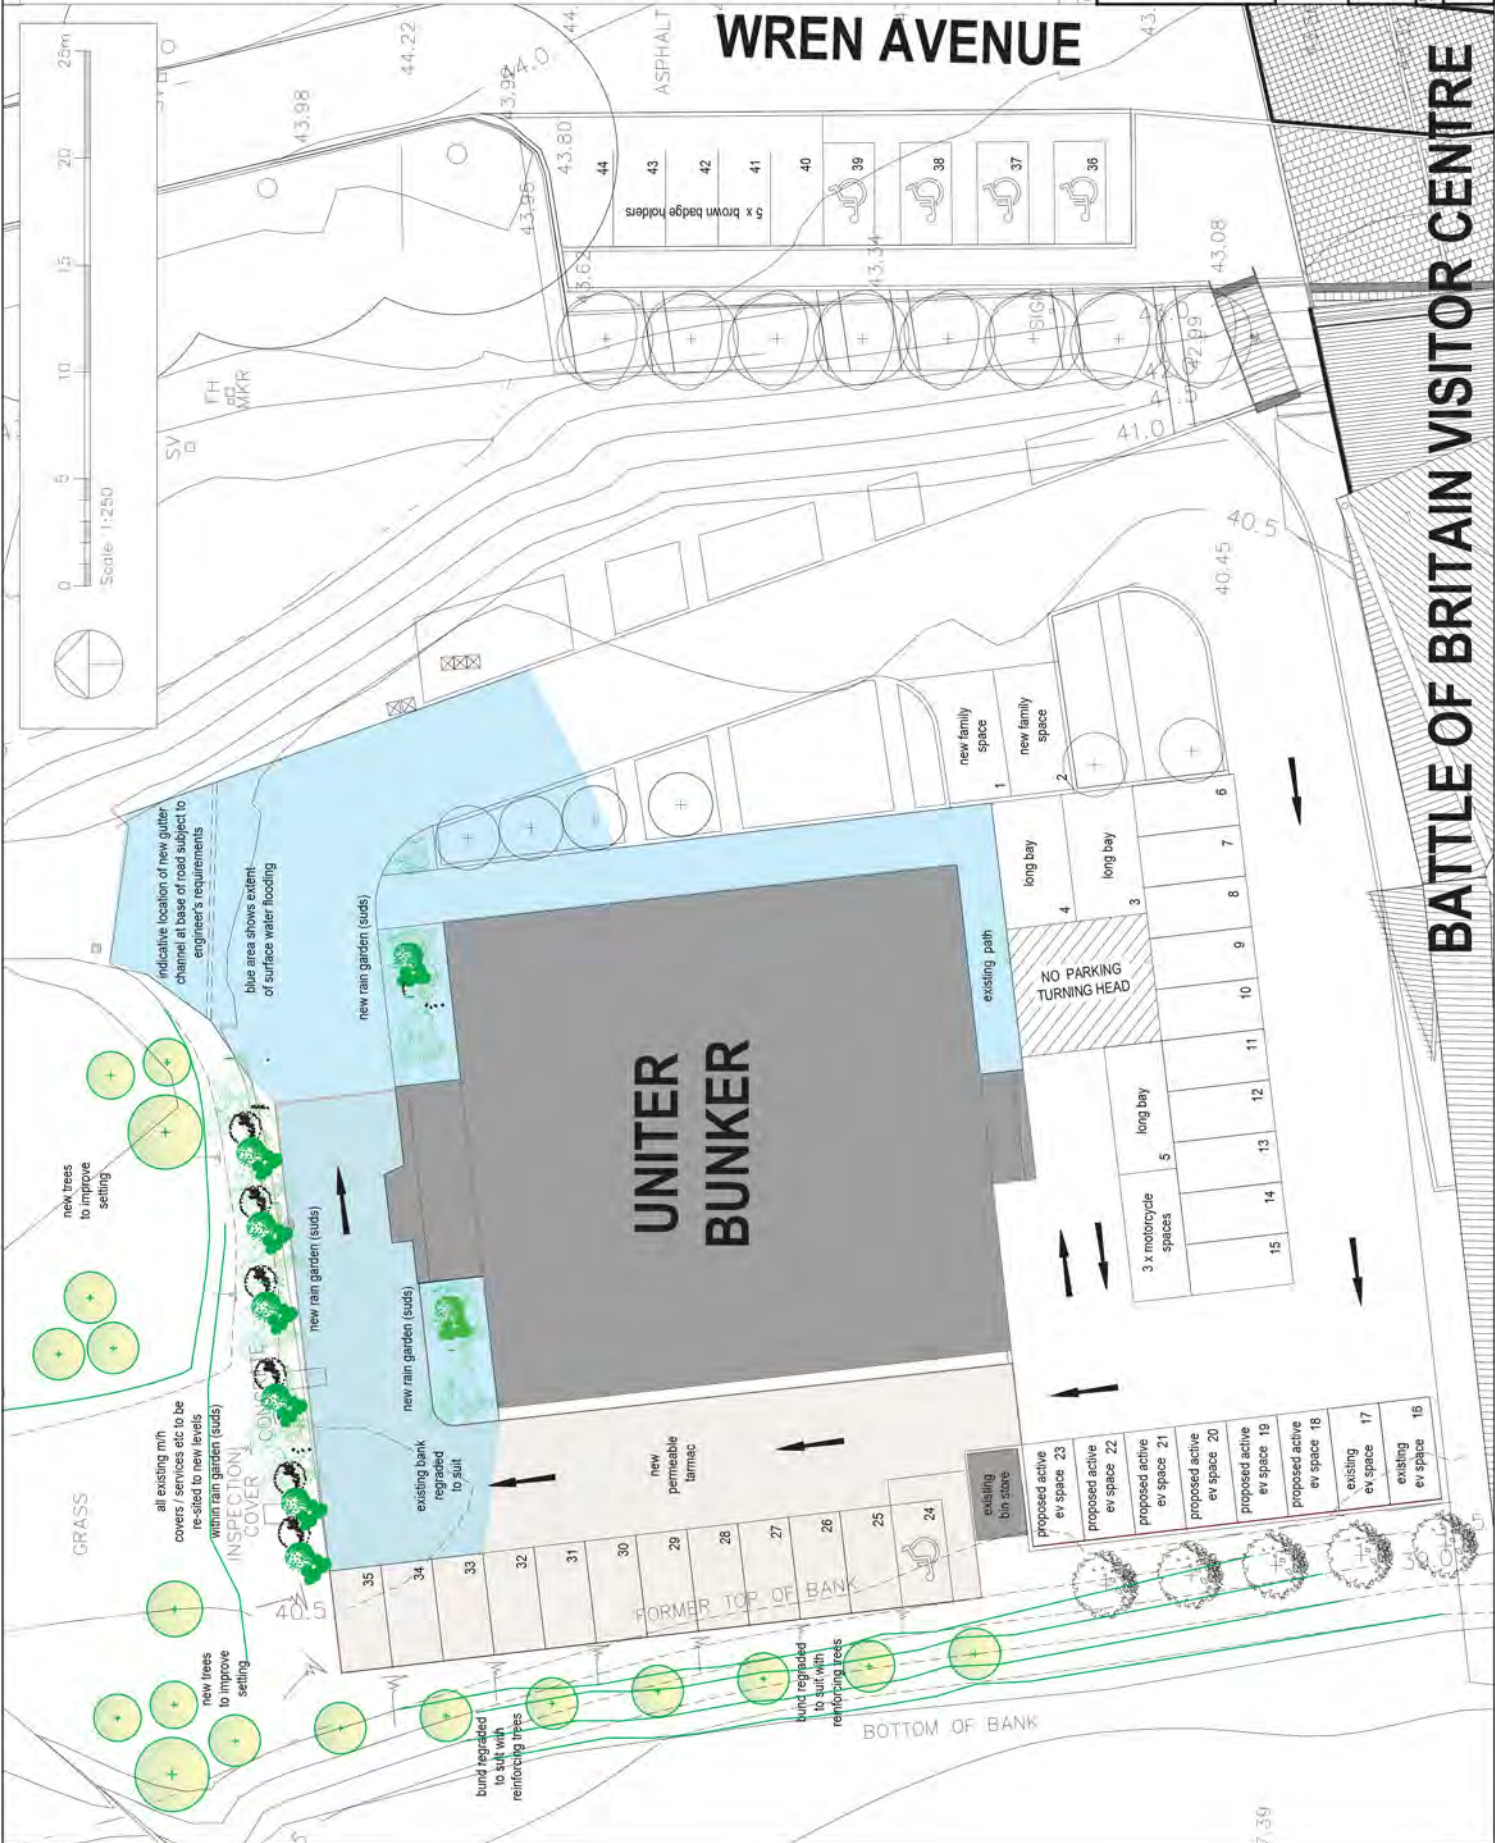 WREN AVENUE
BATTLE OF BRITAIN VISITOR CENTRE
UNITER
BUNKER
0
5
10
15
20
25m
Scale 1:250
44.22
43.98
44.0
43.80
43.95
43.34
43.08
42.99
41.0
40.5
40.45
ASPHALT
FH
MKR
SV
SIGN
44
43
42
41
40
39
38
37
36
5 x brown badge holders
indicative location of new gutter
channel at base of road subject to
engineer's requirements
blue area shows extent
of surface water flooding
new rain garden (suds)
new trees
to improve
setting
new rain garden (suds)
new rain garden (suds)
all existing m/h
covers / services etc to be
re-sited to new levels
within rain garden (suds)
INSPECTION
COVER
CONCRETE
GRASS
existing bank
regraded
to suit
new
permeable
tarmac
existing path
new family
space
1
new family
space
2
long bay
4
long bay
3
NO PARKING
TURNING HEAD
long bay
5
3 x motorcycle
spaces
6
7
8
9
10
11
12
13
14
15
existing
ev space 16
existing
ev space 17
proposed active
ev space 18
proposed active
ev space 19
proposed active
ev space 20
proposed active
ev space 21
proposed active
ev space 22
proposed active
ev space 23
existing
bin store
24
25
26
27
28
29
30
31
32
33
34
35
40.5
FORMER TOP OF BANK
new trees
to improve
setting
bund regraded
to suit with
reinforcing trees
bund regraded
to suit with
reinforcing trees
BOTTOM OF BANK